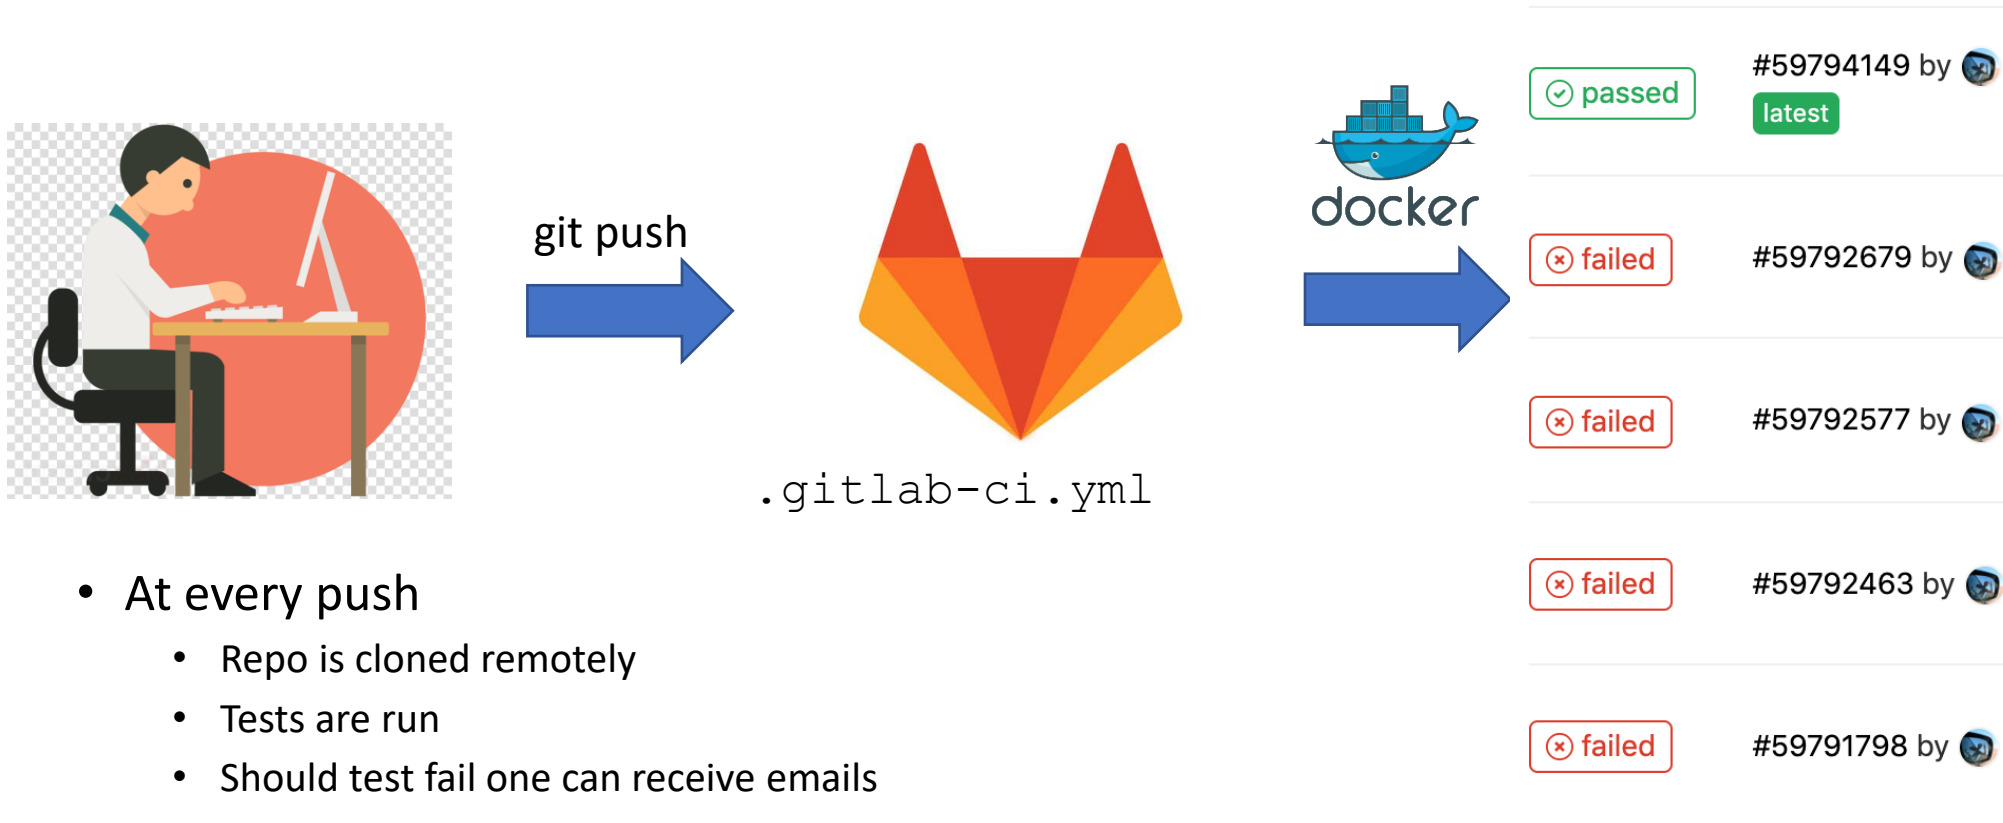 git push
.gitlab-ci.yml
docker
passed
#59794149 by
latest
failed
#59792679 by
failed
#59792577 by
failed
#59792463 by
failed
#59791798 by
• At every push
• Repo is cloned remotely
• Tests are run
• Should test fail one can receive emails